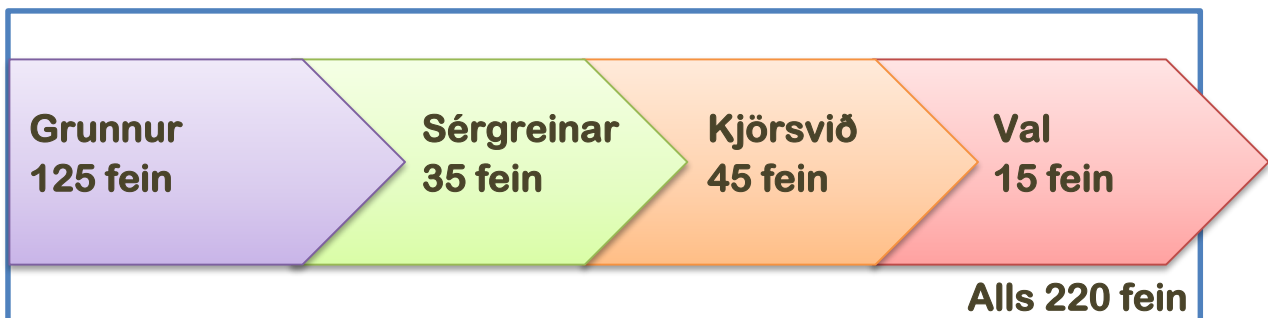 Grunnur
125 fein
Sérgreinar
35 fein
Kjörsvið
45 fein
Val
15 fein
Alls 220 fein